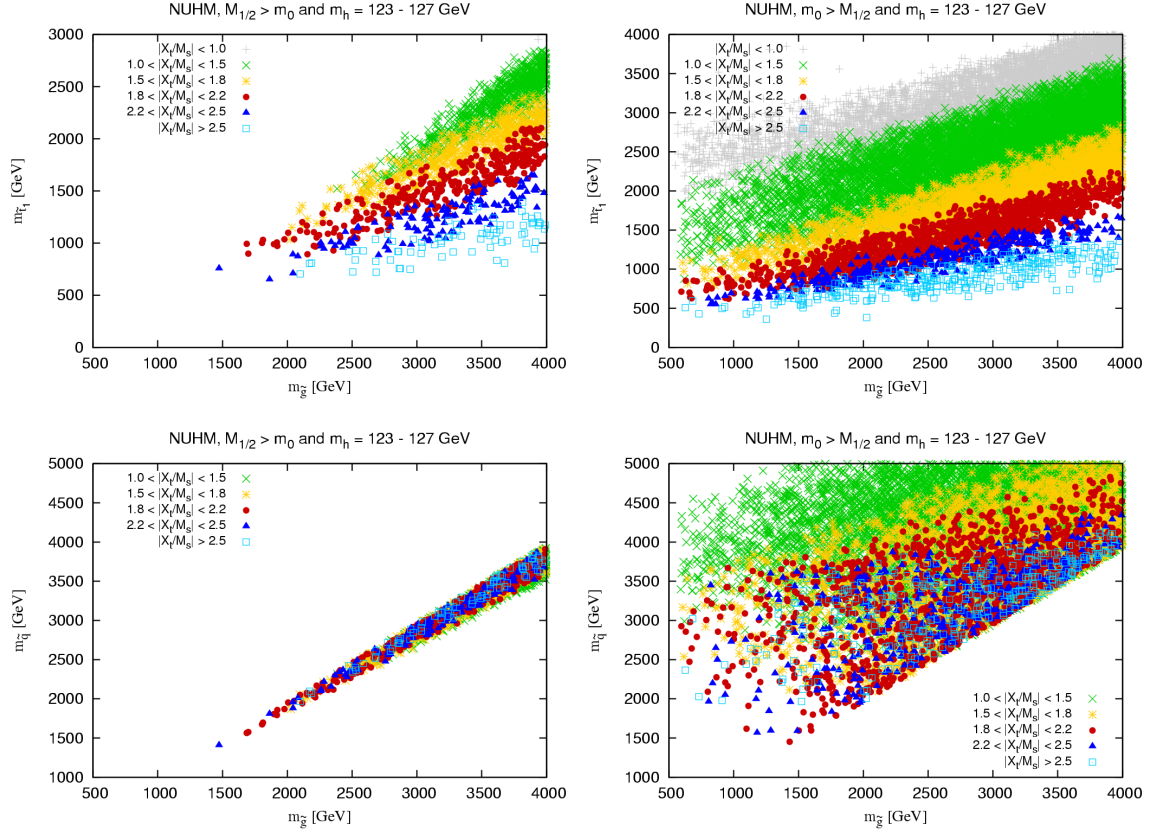 NUHM, M1/2 > m0 and mh = 123 - 127 GeV
3000
2500
2000
1500
1000
500
0
mt̃1 [GeV]
|Xt/Ms| < 1.0
1.0 < |Xt/Ms| < 1.5
1.5 < |Xt/Ms| < 1.8
1.8 < |Xt/Ms| < 2.2
2.2 < |Xt/Ms| < 2.5
|Xt/Ms| > 2.5
500 1000 1500 2000 2500 3000 3500 4000
mg̃ [GeV]
NUHM, m0 > M1/2 and mh = 123 - 127 GeV
4000
3500
3000
2500
2000
1500
1000
500
0
mt̃1 [GeV]
|Xt/Ms| < 1.0
1.0 < |Xt/Ms| < 1.5
1.5 < |Xt/Ms| < 1.8
1.8 < |Xt/Ms| < 2.2
2.2 < |Xt/Ms| < 2.5
|Xt/Ms| > 2.5
500 1000 1500 2000 2500 3000 3500 4000
mg̃ [GeV]
NUHM, M1/2 > m0 and mh = 123 - 127 GeV
5000
4500
4000
3500
3000
2500
2000
1500
1000
mq̃ [GeV]
1.0 < |Xt/Ms| < 1.5
1.5 < |Xt/Ms| < 1.8
1.8 < |Xt/Ms| < 2.2
2.2 < |Xt/Ms| < 2.5
|Xt/Ms| > 2.5
500 1000 1500 2000 2500 3000 3500 4000
mg̃ [GeV]
NUHM, m0 > M1/2 and mh = 123 - 127 GeV
5000
4500
4000
3500
3000
2500
2000
1500
1000
mq̃ [GeV]
1.0 < |Xt/Ms| < 1.5
1.5 < |Xt/Ms| < 1.8
1.8 < |Xt/Ms| < 2.2
2.2 < |Xt/Ms| < 2.5
|Xt/Ms| > 2.5
500 1000 1500 2000 2500 3000 3500 4000
mg̃ [GeV]